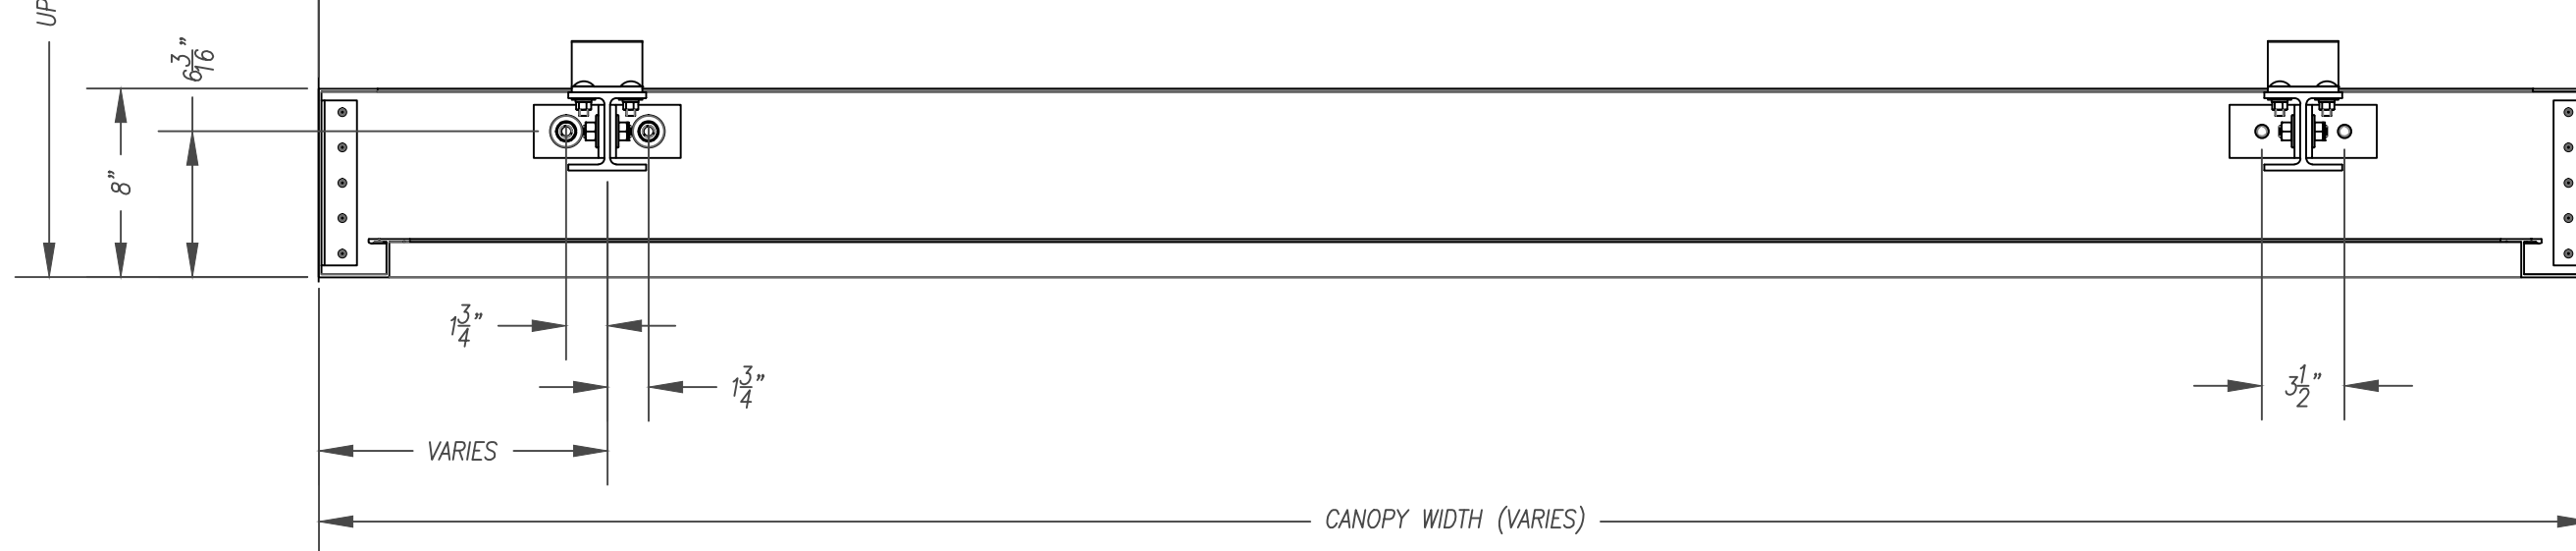 UP
6 3/16"
8"
1 3/4"
1 3/4"
3 1/2"
VARIES
CANOPY WIDTH (VARIES)